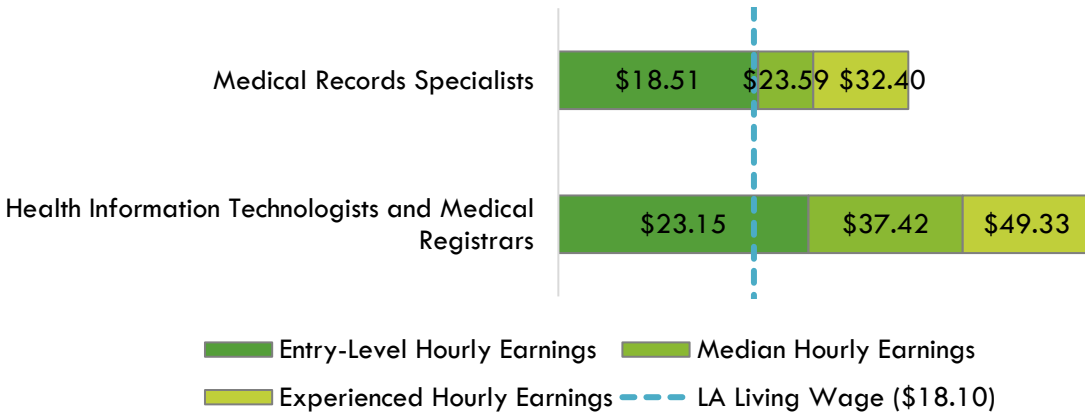 Medical Records Specialists
$18.51 $23.59 $32.40
Health Information Technologists and Medical
Registrars
$23.15 $37.42 $49.33
Entry-Level Hourly Earnings Median Hourly Earnings
Experienced Hourly Earnings LA Living Wage ($18.10)